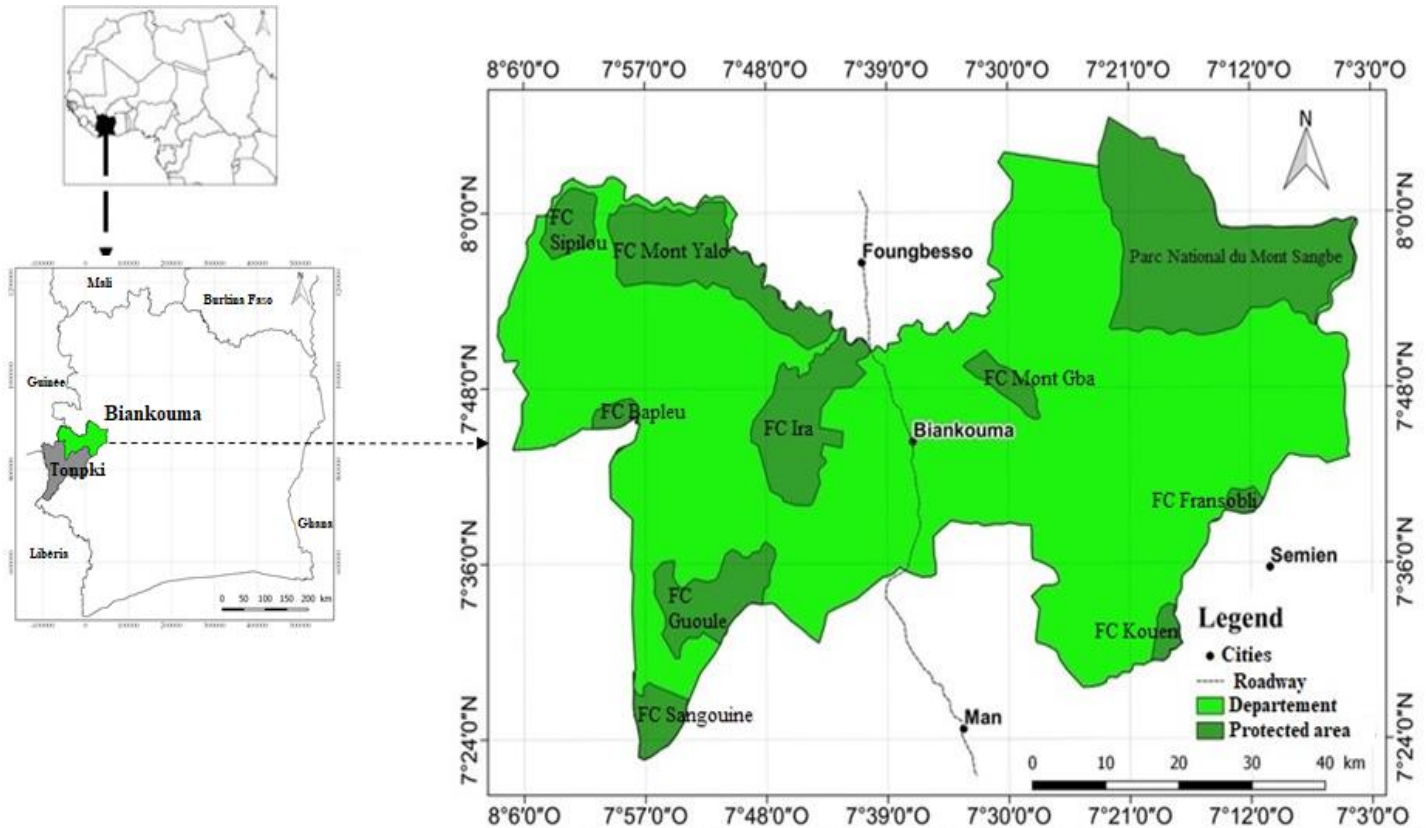 N
Mali
Burtina Faso
Guinée
Biankouma
Tonpki
Liberia
Ghana
N
0 50 100 150 200 km
8°6'0"O 7°57'0"O 7°48'0"O 7°39'0"O 7°30'0"O 7°21'0"O 7°12'0"O 7°30'0"O
N
8°0'0"N
7°48'0"N
7°36'0"N
7°24'0"N
FC
Sipilou
FC Mont Yalo
Foungbesso
Parc National du Mont Sangbe
FC Mont Gba
FC Bapleu
FC Ira
Biankouma
FC Fransobli
Semien
FC
Guoule
FC Kouen
FC Sangouine
Man
Legend
Cities
Roadway
Departement
Protected area
0 10 20 30 40 km
8°0'0"N
7°48'0"N
7°36'0"N
7°24'0"N
8°6'0"O 7°57'0"O 7°48'0"O 7°39'0"O 7°30'0"O 7°21'0"O 7°12'0"O 7°30'0"O